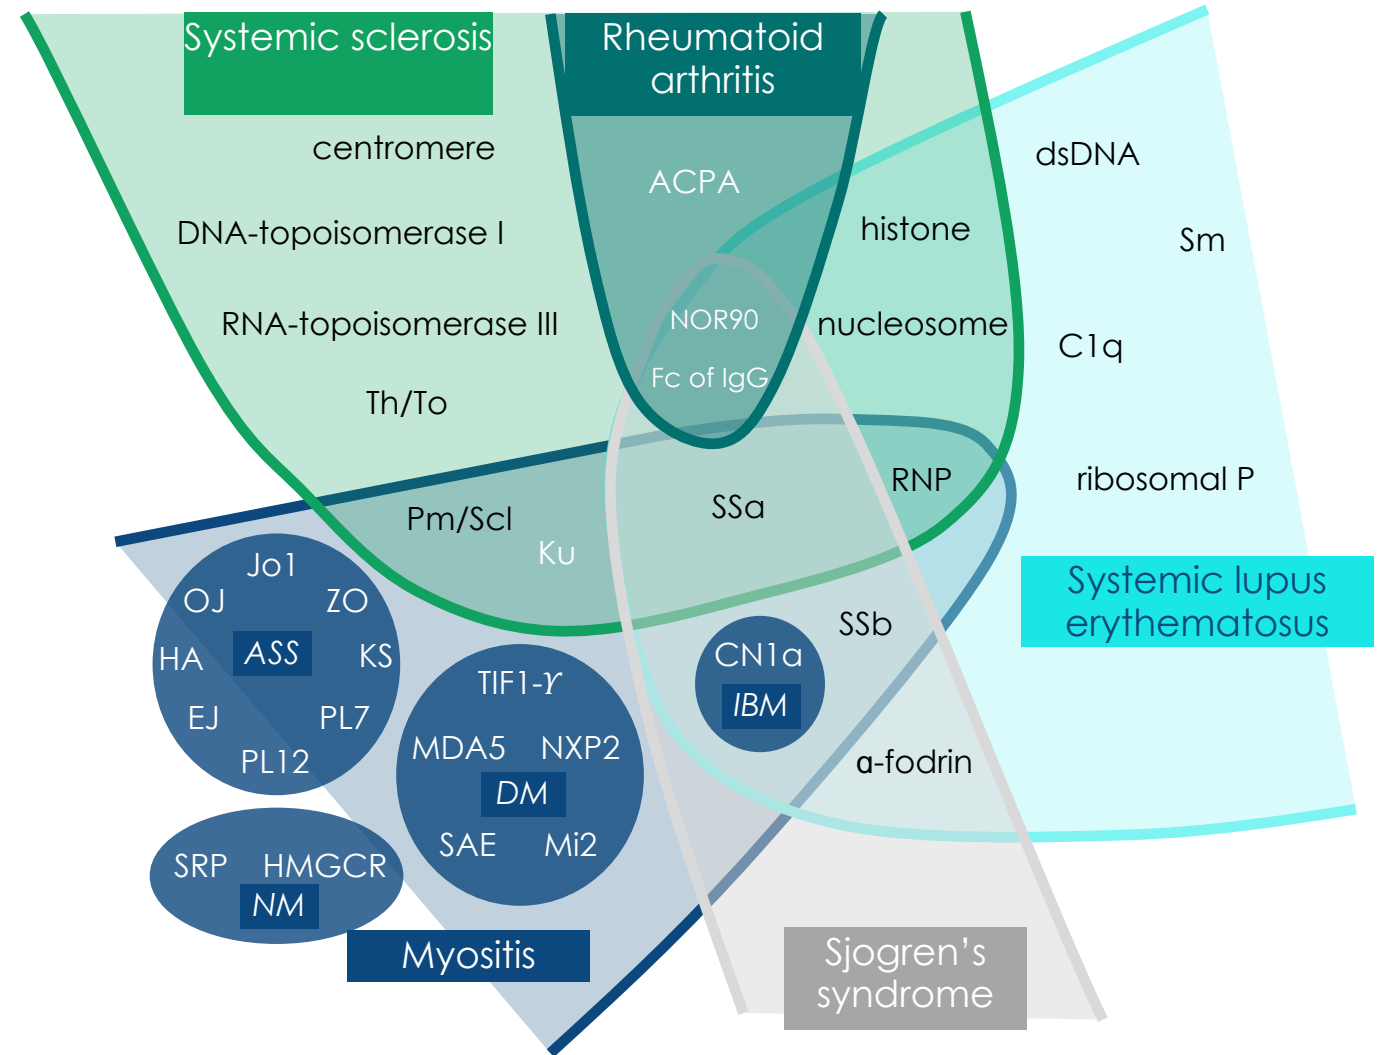 Systemic sclerosis
Rheumatoid
arthritis
centromere
ACPA
dsDNA
DNA-topoisomerase I
histone
Sm
RNA-topoisomerase III
NOR90
nucleosome
C1q
Fc of IgG
Th/To
Pm/Scl
Ku
SSa
RNP
ribosomal P
Systemic lupus
erythematosus
Jo1
OJ
ZO
HA
ASS
KS
EJ
PL7
PL12
TIF1-ϒ
MDA5
NXP2
DM
SAE
Mi2
CN1a
IBM
SSb
ɑ-fodrin
SRP
HMGCR
NM
Myositis
Sjogren’s
syndrome